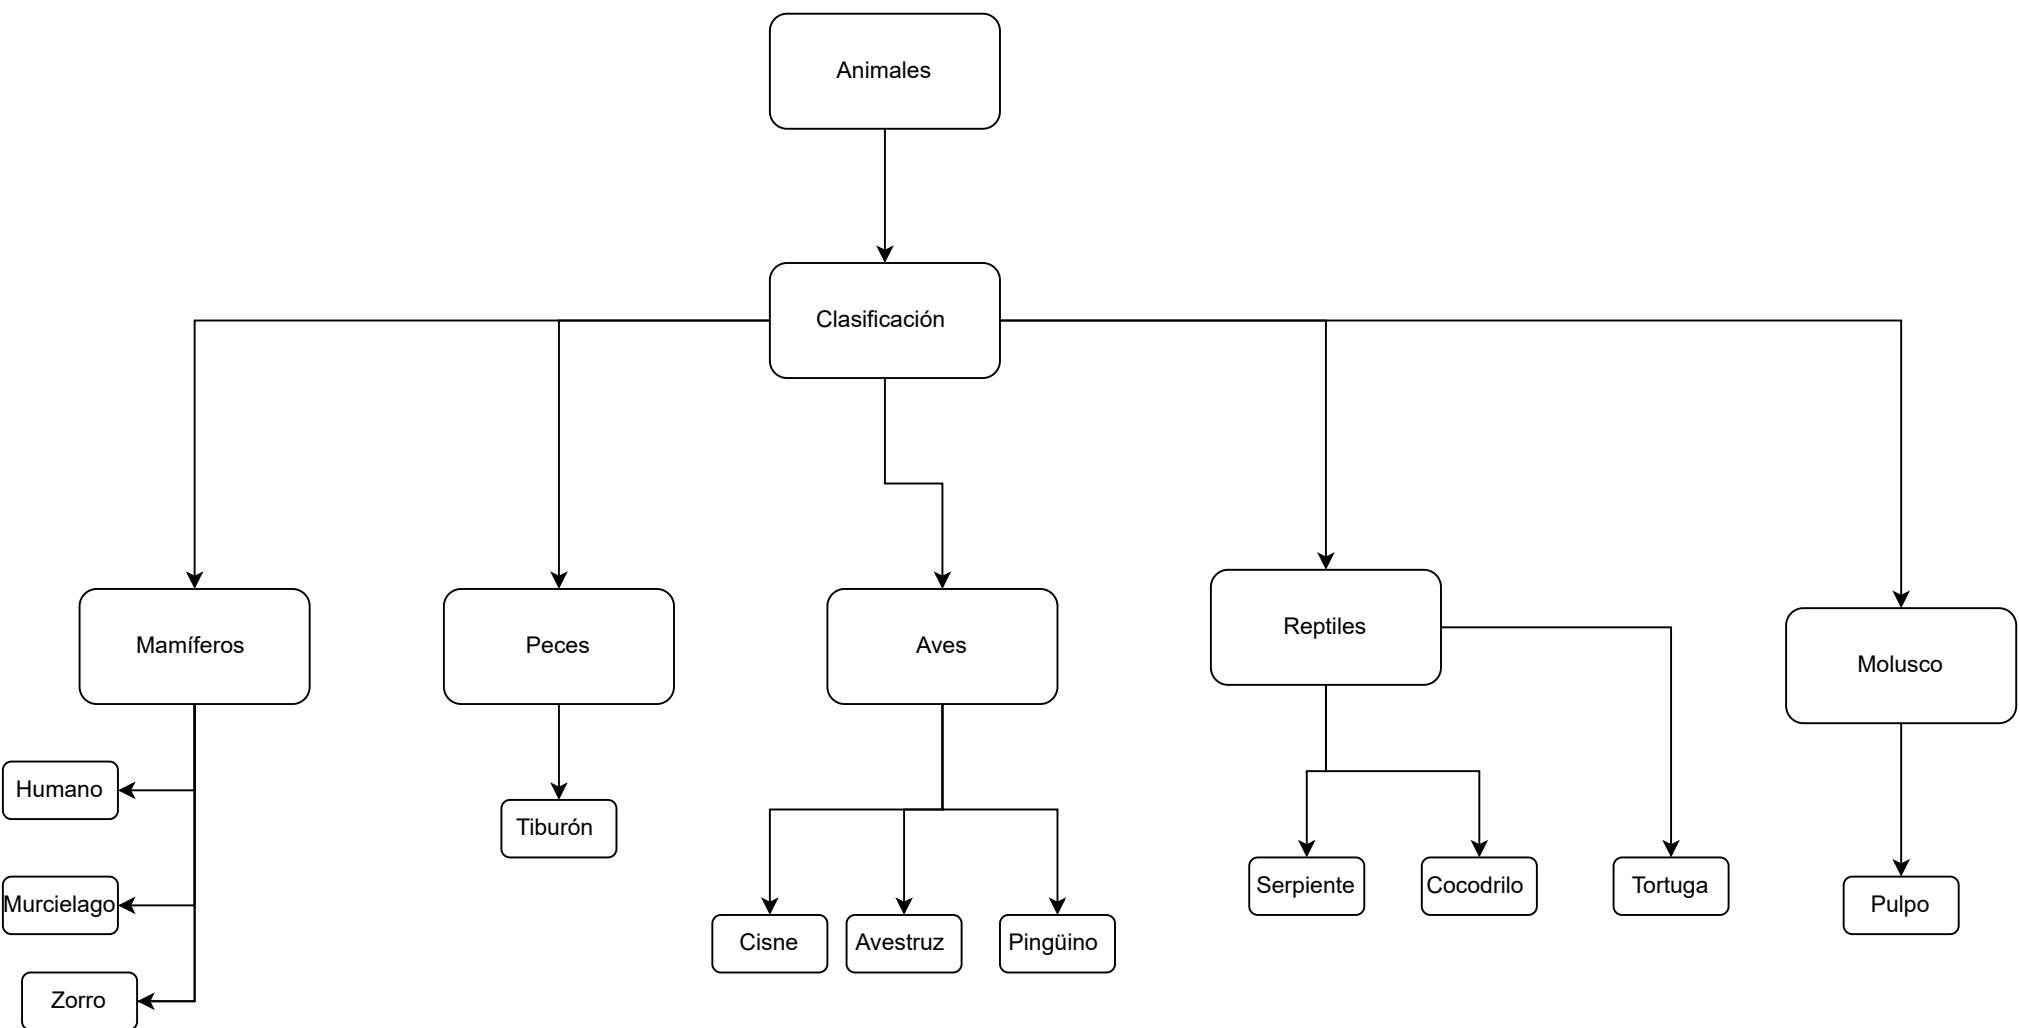 Animales
Clasificación
Mamíferos
Peces
Aves
Reptiles
Molusco
Humano
Murcielago
Zorro
Tiburón
Cisne
Avestruz
Pingüino
Serpiente
Cocodrilo
Tortuga
Pulpo